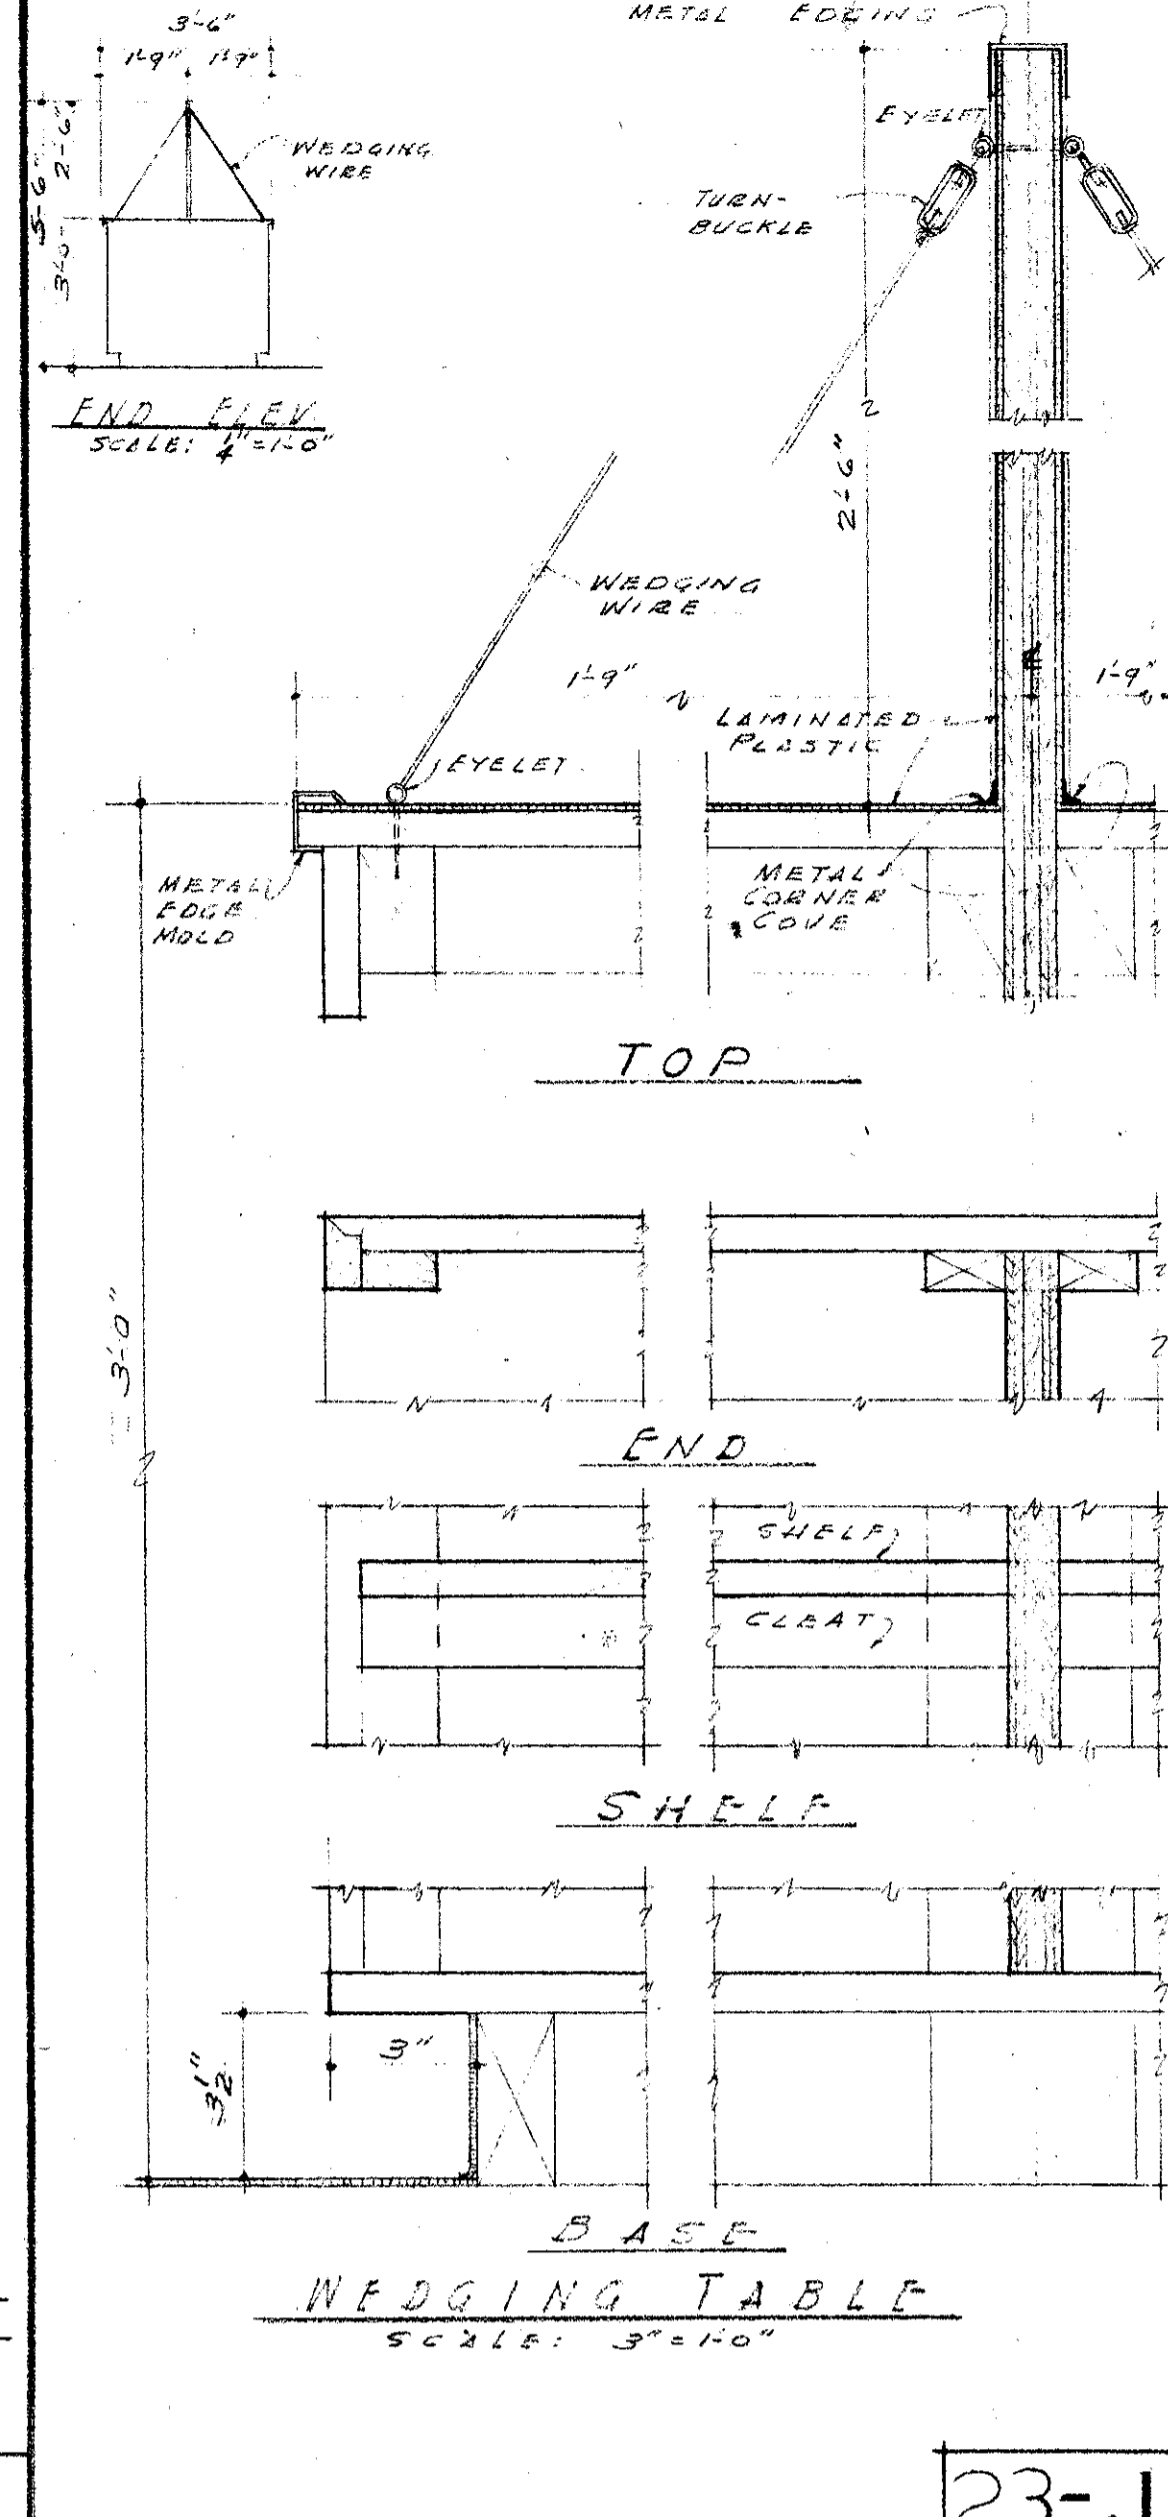 3'-6"
1'-9" 1'-9"
5'-6"
2'-6"
3'-0"
WEDGING
WIRE
END ELEV.
SCALE: 1/4"=1'-0"
METAL EDGING
EYELET
TURN-
BUCKLE
2'-6"
WEDGING
WIRE
1'-9"
1'-9"
LAMINATED
PLASTIC
EYELET
METAL
EDGE
MOLD
METAL
CORNER
COVE
TOP
3'-0"
END
SHELF
CLEAT
SHELF
3"
3 1/2"
BASE
WEDGING TABLE
SCALE: 3"=1'-0"